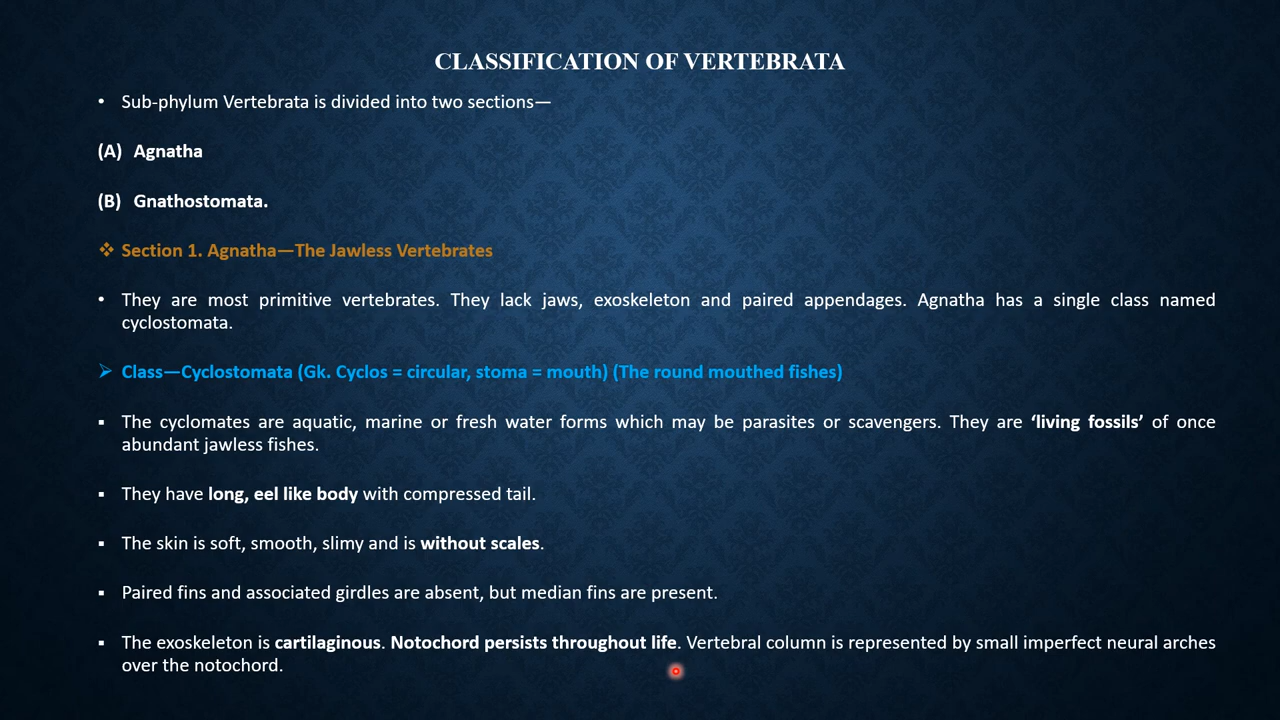 CLASSIFICATION OF VERTEBRATA
• Sub-phylum Vertebrata is divided into two sections—
(A) Agnatha
(B) Gnathostomata.
❖ Section 1. Agnatha—The Jawless Vertebrates
• They are most primitive vertebrates. They lack jaws, exoskeleton and paired appendages. Agnatha has a single class named
cyclostomata.
➢ Class—Cyclostomata (Gk. Cyclos = circular, stoma = mouth) (The round mouthed fishes)
▪ The cyclomates are aquatic, marine or fresh water forms which may be parasites or scavengers. They are ‘living fossils’ of once
abundant jawless fishes.
▪ They have long, eel like body with compressed tail.
▪ The skin is soft, smooth, slimy and is without scales.
▪ Paired fins and associated girdles are absent, but median fins are present.
▪ The exoskeleton is cartilaginous. Notochord persists throughout life. Vertebral column is represented by small imperfect neural arches
over the notochord.